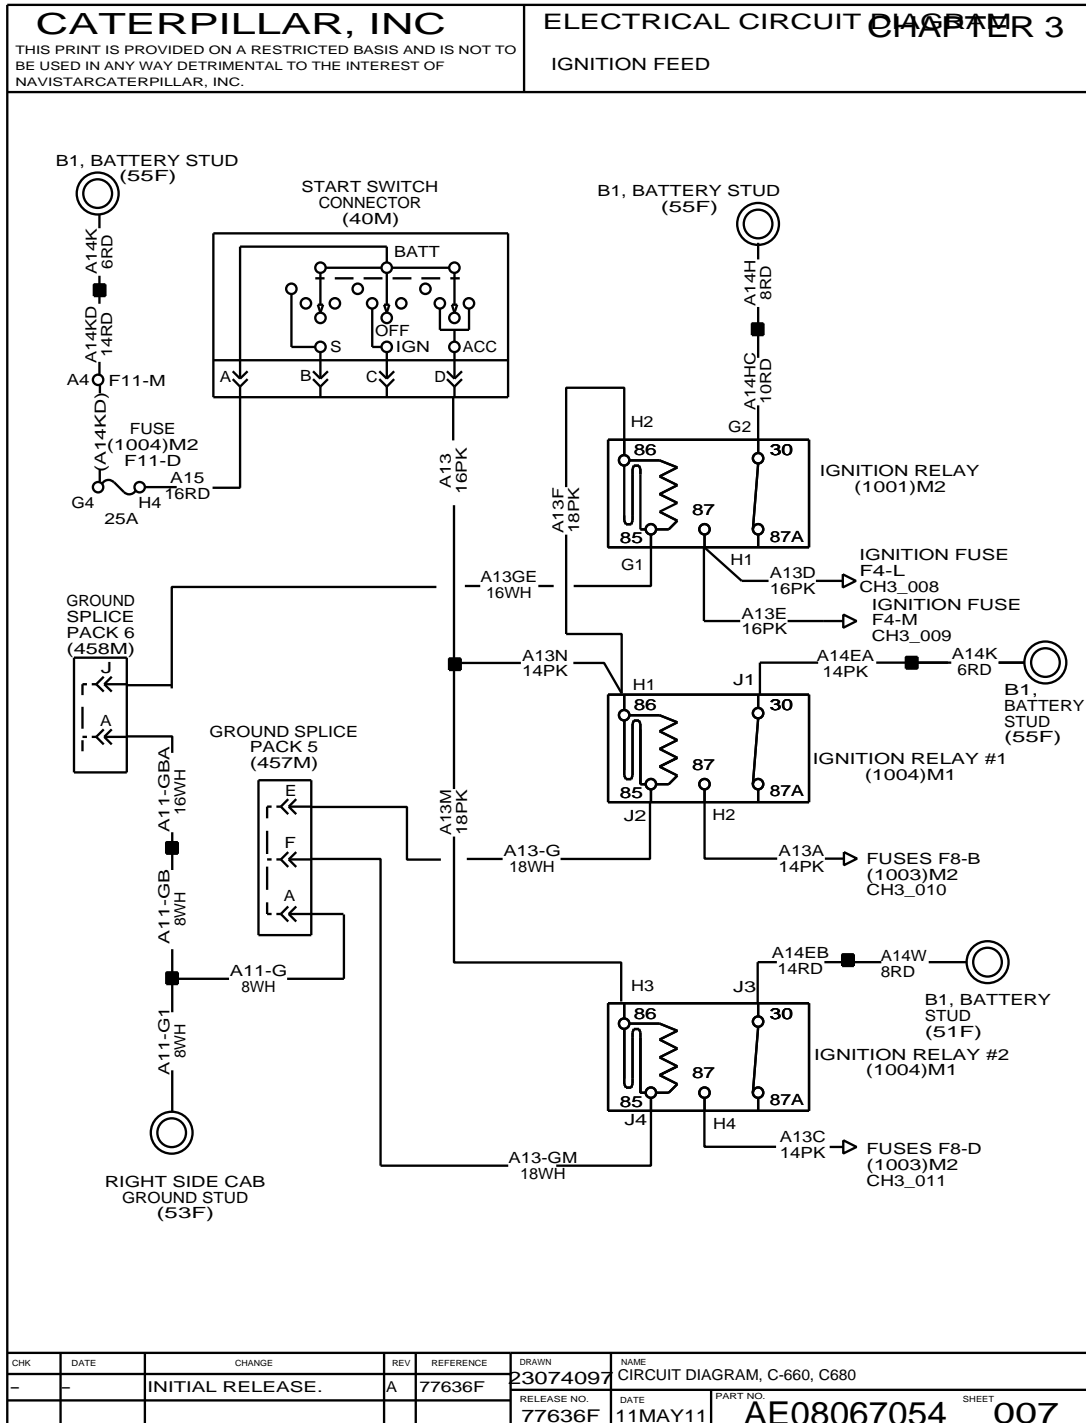 CATERPILLAR, INC
THIS PRINT IS PROVIDED ON A RESTRICTED BASIS AND IS NOT TO
BE USED IN ANY WAY DETRIMENTAL TO THE INTEREST OF
NAVISTARCATERPILLAR, INC.
ELECTRICAL CIRCUIT DIAGRAM
CHAPTER 3
IGNITION FEED
B1, BATTERY STUD
(55F)
A14K
6RD
A14KD
14RD
A4
F11-M
(A14KD)
FUSE
(1004)M2
F11-D
G4
H4
25A
A15
16RD
START SWITCH
CONNECTOR
(40M)
BATT
OFF
S
IGN
ACC
A
B
C
D
A13
16PK
B1, BATTERY STUD
(55F)
A14H
8RD
A14HC
10RD
H2
G2
86
30
85
87
87A
IGNITION RELAY
(1001)M2
A13F
18PK
G1
H1
A13GE
16WH
A13D
16PK
IGNITION FUSE
F4-L
CH3_008
A13E
16PK
IGNITION FUSE
F4-M
CH3_009
GROUND
SPLICE
PACK 6
(458M)
J
A
A13N
14PK
A14EA
14PK
A14K
6RD
B1,
BATTERY
STUD
(55F)
H1
J1
86
30
85
87
87A
IGNITION RELAY #1
(1004)M1
J2
H2
GROUND SPLICE
PACK 5
(457M)
E
F
A
A11-GBA
16WH
A13M
18PK
A13-G
18WH
A13A
14PK
FUSES F8-B
(1003)M2
CH3_010
A11-GB
8WH
A11-G
8WH
A14EB
14RD
A14W
8RD
B1, BATTERY
STUD
(51F)
H3
J3
86
30
85
87
87A
IGNITION RELAY #2
(1004)M1
J4
H4
A11-G1
8WH
A13-GM
18WH
A13C
14PK
FUSES F8-D
(1003)M2
CH3_011
RIGHT SIDE CAB
GROUND STUD
(53F)
CHK DATE CHANGE REV REFERENCE
– – INITIAL RELEASE. A 77636F
DRAWN
23074097
NAME
CIRCUIT DIAGRAM, C-660, C680
RELEASE NO.
77636F
DATE
11MAY11
PART NO.
AE08067054
SHEET
007